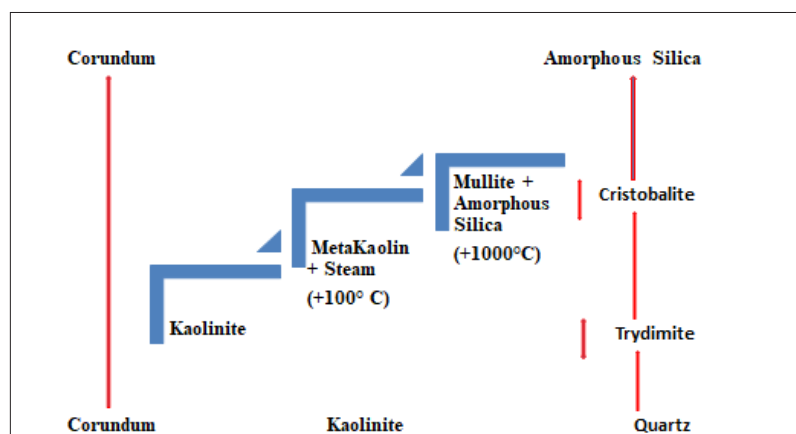 Corundum
Amorphous Silica
Mullite +
Amorphous
Silica
(+1000°C)
Cristobalite
MetaKaolin
+ Steam
(+100° C)
Kaolinite
Trydimite
Corundum
Kaolinite
Quartz